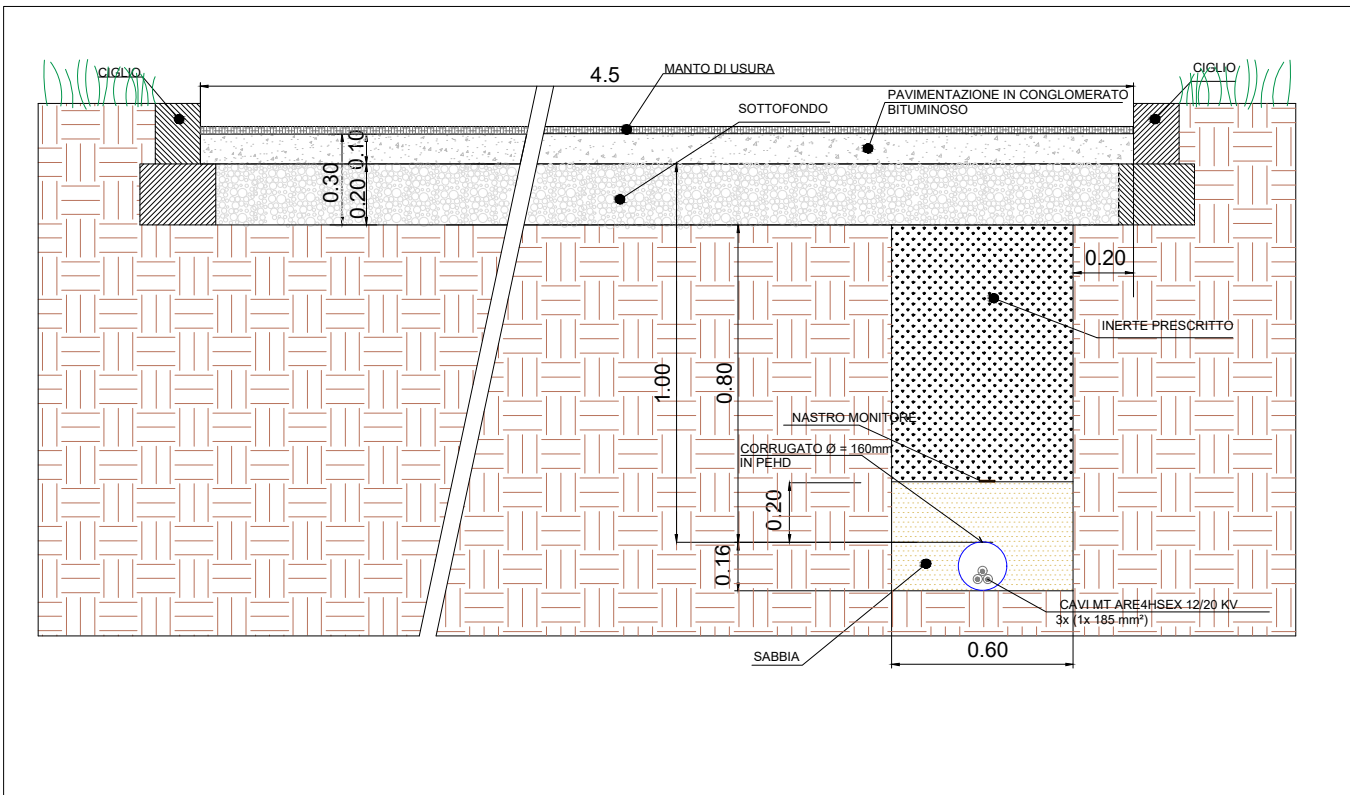 CIGLIO
4.5
MANTO DI USURA
CIGLIO
PAVIMENTAZIONE IN CONGLOMERATO
BITUMINOSO
SOTTOFONDO
0.10
0.30
0.20
0.20
INERTE PRESCRITTO
1.00
0.80
NASTRO MONITORE
CORRUGATO Ø = 160mm
IN PEHD
0.20
0.16
CAVI MT ARE4HSEX 12/20 KV
3x (1x 185 mm²)
0.60
SABBIA